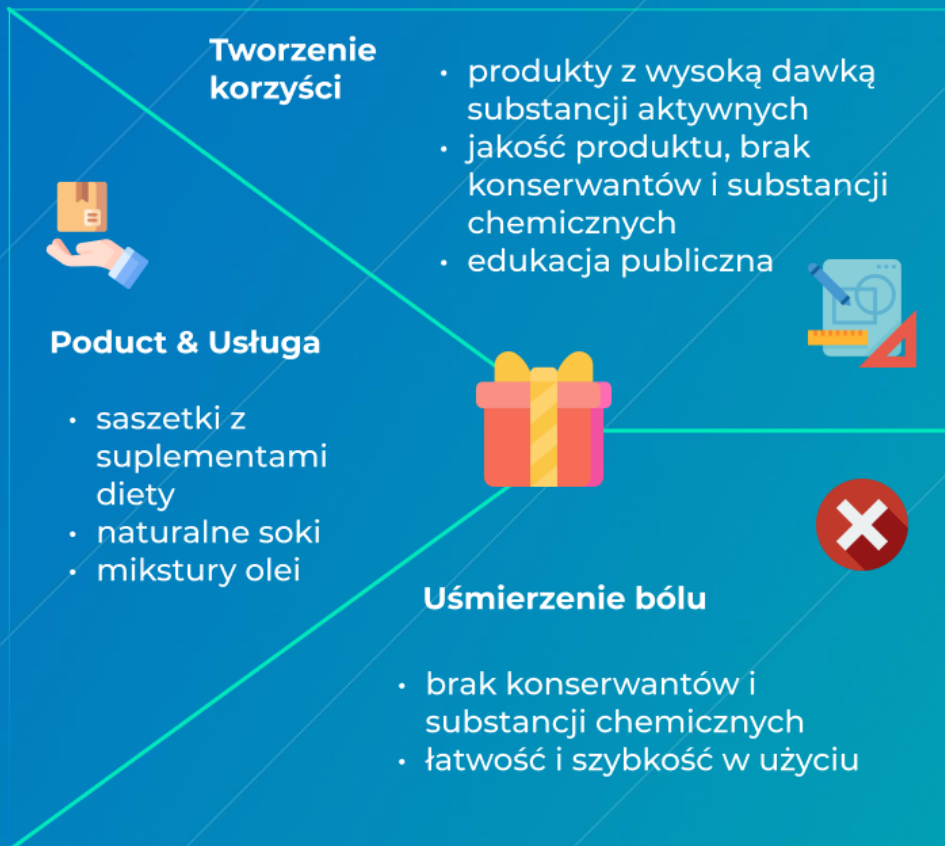 Tworzenie
korzyści
• produkty z wysoką dawką
substancji aktywnych
• jakość produktu, brak
konserwantów i substancji
chemicznych
• edukacja publiczna
Poduct & Usługa
• saszetki z
suplementami
diety
• naturalne soki
• mikstury olei
Uśmierzenie bólu
• brak konserwantów i
substancji chemicznych
• łatwość i szybkość w użyciu